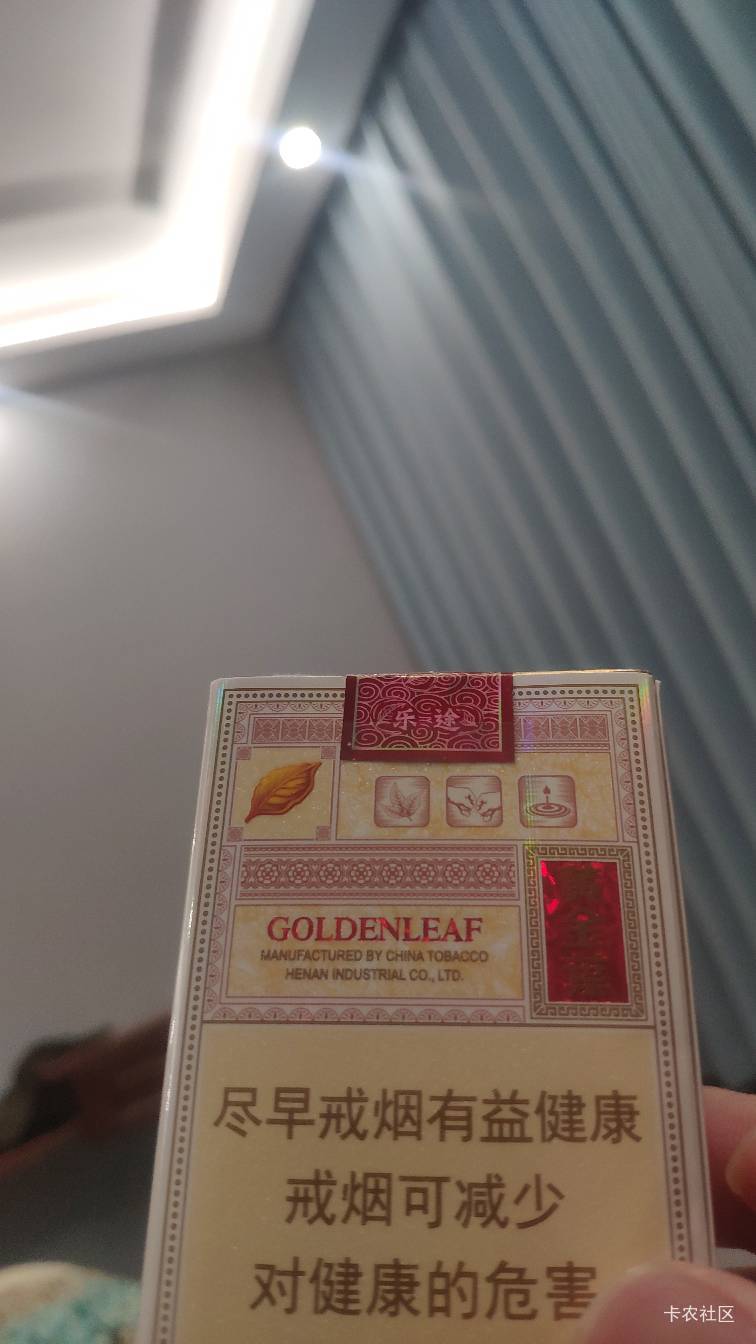 乐途
GOLDENLEAF
MANUFACTURED BY CHINA TOBACCO
HENAN INDUSTRIAL CO., LTD.
尽早戒烟有益健康
戒烟可减少
对健康的危害
卡农社区